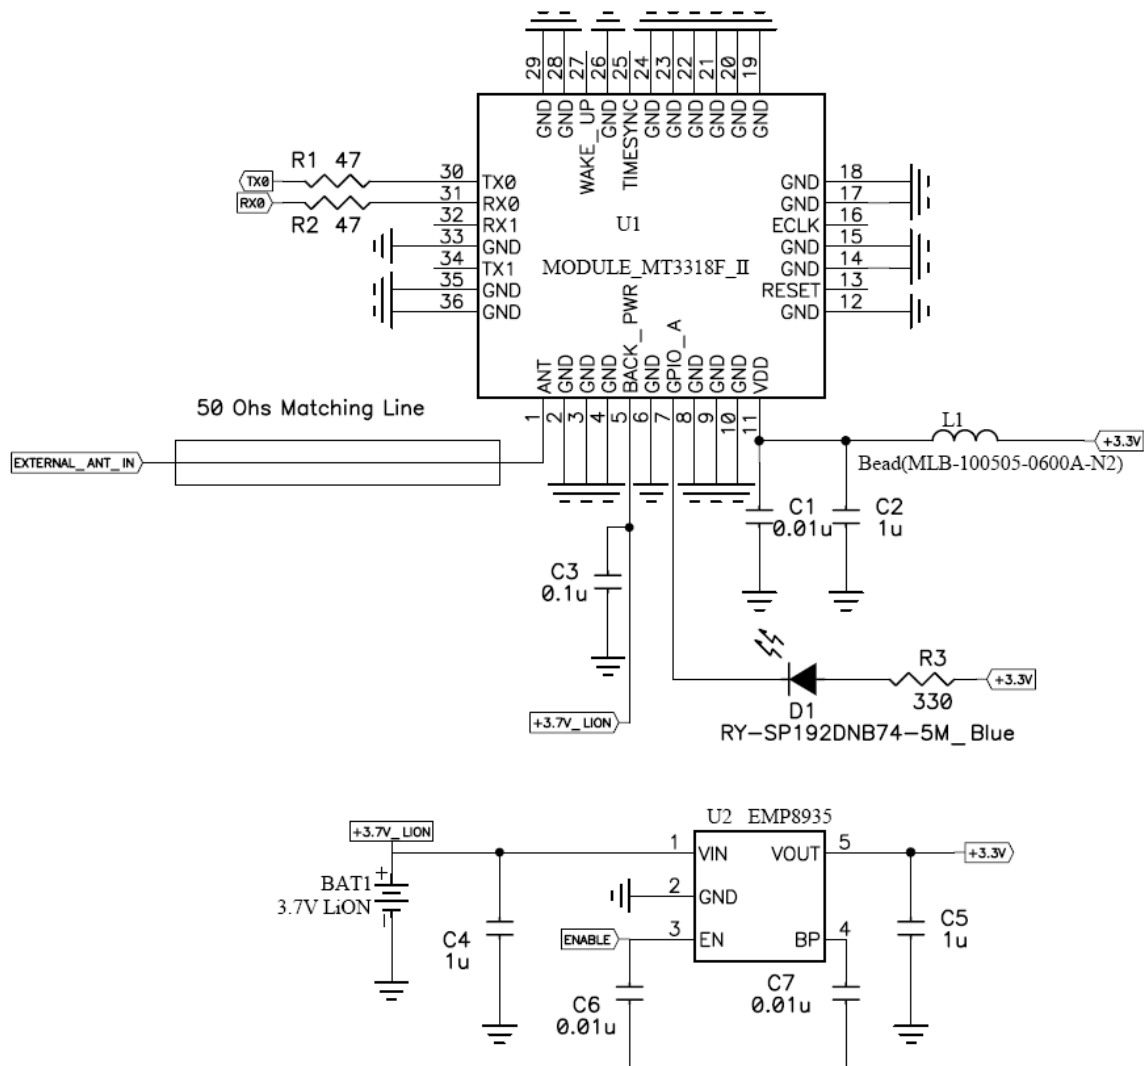 29 28 27 26 25 24 23 22 21 20 19
GND GND WAKE_UP GND TIMESYNC GND GND GND GND GND GND
R1 47
TX0 30 TX0
RX0 31 RX0
R2 47
32 RX1
33 GND
34 TX1
35 GND
36 GND
GND 18
GND 17
ECLK 16
GND 15
GND 14
RESET 13
GND 12
U1
MODULE_MT3318F_II
ANT GND GND GND BACK_PWR GND GPIO_A GND GND GND VDD
1 2 3 4 5 6 7 8 9 10 11
50 Ohs Matching Line
EXTERNAL_ANT_IN
L1
+3.3V
Bead(MLB-100505-0600A-N2)
C1
0.01u
C2
1u
C3
0.1u
R3
330
+3.3V
D1
RY-SP192DNB74-5M_Blue
+3.7V_LION
U2 EMP8935
+3.7V_LION
1 VIN VOUT 5 +3.3V
BAT1
3.7V LiON
+
-
2 GND
ENABLE 3 EN BP 4
C4
1u
C5
1u
C6
0.01u
C7
0.01u